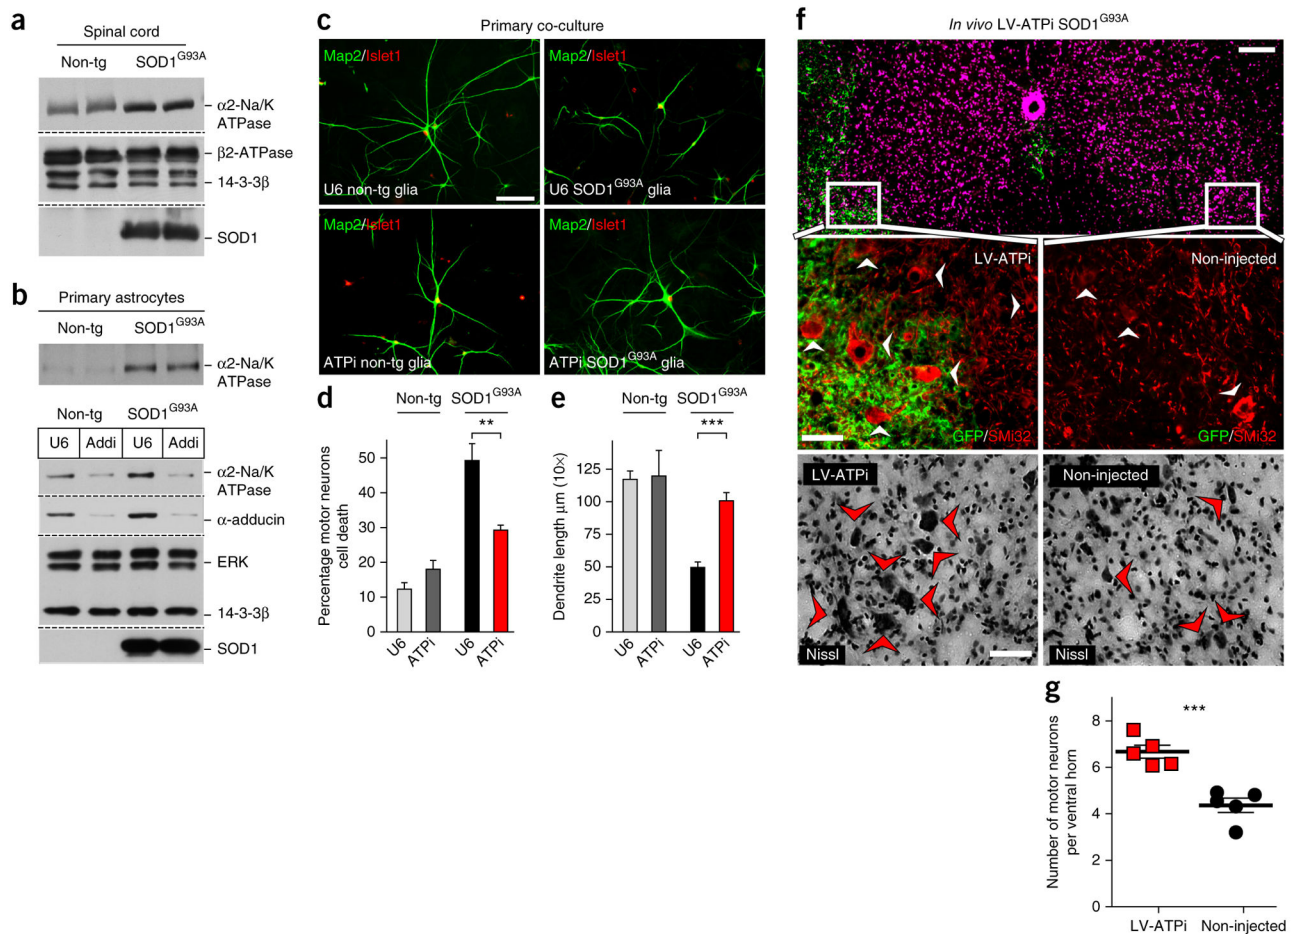 a
Spinal cord
Non-tg SOD1G93A
α2-Na/K
ATPase
β2-ATPase
14-3-3β
SOD1
b
Primary astrocytes
Non-tg SOD1G93A
α2-Na/K
ATPase
Non-tg SOD1G93A
U6 Addi U6 Addi
α2-Na/K
ATPase
α-adducin
ERK
14-3-3β
SOD1
c
Primary co-culture
Map2/Islet1
U6 non-tg glia
Map2/Islet1
U6 SOD1G93A glia
Map2/Islet1
ATPi non-tg glia
Map2/Islet1
ATPi SOD1G93A glia
d
Non-tg SOD1G93A
**
Percentage motor neurons
cell death
50
40
30
20
10
0
U6 ATPi U6 ATPi
e
Non-tg SOD1G93A
***
Dendrite length μm (10×)
125
100
75
50
25
0
U6 ATPi U6 ATPi
f
In vivo LV-ATPi SOD1G93A
LV-ATPi
GFP/SMi32
Non-injected
GFP/SMi32
LV-ATPi
Nissl
Non-injected
Nissl
g
***
Number of motor neurons
per ventral horn
8
6
4
2
0
LV-ATPi Non-injected